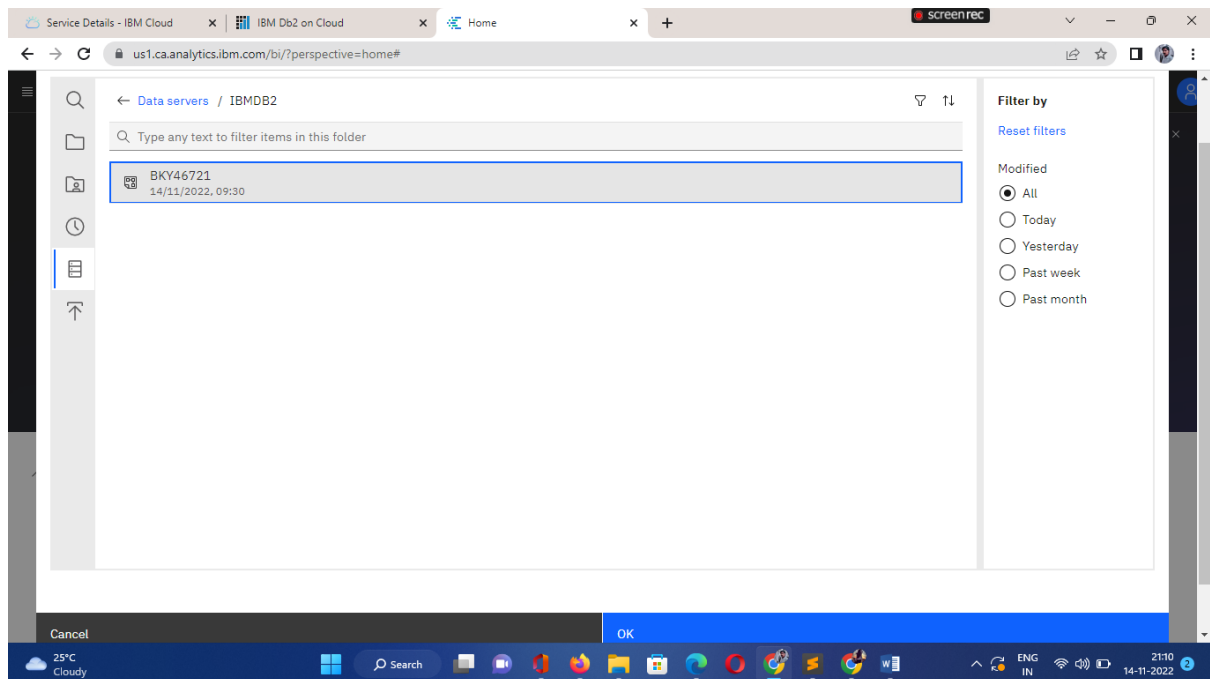 Service Details - IBM Cloud
IBM Db2 on Cloud
Home
screenrec
us1.ca.analytics.ibm.com/bi/?perspective=home#
Data servers / IBMDB2
Type any text to filter items in this folder
BKY46721
14/11/2022, 09:30
Filter by
Reset filters
Modified
All
Today
Yesterday
Past week
Past month
Cancel
OK
25°C
Cloudy
Search
ENG
IN
21:10
14-11-2022
2